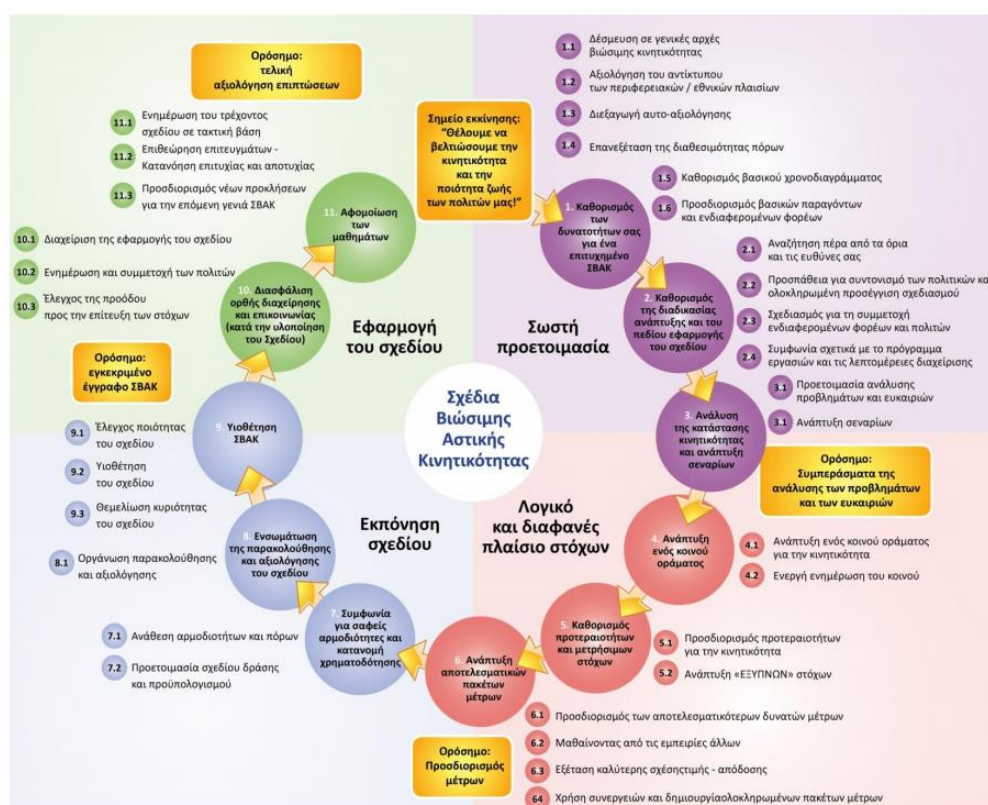 Ορόσημο:
τελική
αξιολόγηση επιπτώσεων
11.1 Ενημέρωση του τρέχοντος
σχεδίου σε τακτική βάση
11.2 Επιθεώρηση επιτευγμάτων -
Κατανόηση επιτυχίας και αποτυχίας
11.3 Προσδιορισμός νέων προκλήσεων
για την επόμενη γενιά ΣΒΑΚ
10.1 Διαχείριση της εφαρμογής του σχεδίου
10.2 Ενημέρωση και συμμετοχή των πολιτών
10.3 Έλεγχος της προόδου
προς την επίτευξη των στόχων
11. Αφομοίωση
των
μαθημάτων
10. Διασφάλιση
ορθής διαχείρησης
και επικοινωνίας
(κατά την υλοποίηση
του Σχεδίου)
Εφαρμογή
του σχεδίου
Σημείο εκκίνησης:
"Θέλουμε να
βελτιώσουμε την
κινητικότητα
και την
ποιότητα ζωής
των πολιτών μας!"
1.1 Δέσμευση σε γενικές αρχές
βιώσιμης κινητικότητας
1.2 Αξιολόγηση του αντίκτυπου
των περιφερειακών / εθνικών πλαισίων
1.3 Διεξαγωγή αυτο-αξιολόγησης
1.4 Επανεξέταση της διαθεσιμότητας πόρων
1.5 Καθορισμός βασικού χρονοδιαγράμματος
1.6 Προσδιορισμός βασικών παραγόντων
και ενδιαφερομένων φορέων
1. Καθορισμός
των
δυνατοτήτων σας
για ένα
επιτυχημένο
ΣΒΑΚ
2.1 Αναζήτηση πέρα από τα όρια
και τις ευθύνες σας
2.2 Προσπάθεια για συντονισμό των πολιτικών και
ολοκληρωμένη προσέγγιση σχεδιασμού
2.3 Σχεδιασμός για τη συμμετοχή
ενδιαφερομένων φορέων και πολιτών
2.4 Συμφωνία σχετικά με το πρόγραμμα
εργασιών και τις λεπτομέρειες διαχείρισης
2. Καθορισμός
της διαδικασίας
ανάπτυξης και του
πεδίου εφαρμογής
του σχεδίου
Σωστή
προετοιμασία
3.1 Προετοιμασία ανάλυσης
προβλημάτων και ευκαιριών
3.1 Ανάπτυξη σεναρίων
3. Ανάλυση
της κατάστασης
κινητικότητας
και ανάπτυξη
σεναρίων
Ορόσημο:
Συμπεράσματα της
ανάλυσης των προβλημάτων
και των ευκαιριών
Σχέδια
Βιώσιμης
Αστικής
Κινητικότητας
Ορόσημο:
εγκεκριμένο
έγγραφο ΣΒΑΚ
9. Υιοθέτηση
ΣΒΑΚ
9.1 Έλεγχος ποιότητας
του σχεδίου
9.2 Υιοθέτηση
του σχεδίου
9.3 Θεμελίωση κυριότητας
του σχεδίου
8.1 Οργάνωση παρακολούθησης
και αξιολόγησης
8. Ενσωμάτωση
της παρακολούθησης
και αξιολόγησης
του σχεδίου
Εκπόνηση
σχεδίου
7. Συμφωνία
για σαφείς
αρμοδιότητες και
κατανομή
χρηματοδότησης
7.1 Ανάθεση αρμοδιοτήτων και πόρων
7.2 Προετοιμασία σχεδίου δράσης
και προϋπολογισμού
Λογικό
και διαφανές
πλαίσιο στόχων
4. Ανάπτυξη
ενός κοινού
οράματος
4.1 Ανάπτυξη ενός κοινού οράματος
για την κινητικότητα
4.2 Ενεργή ενημέρωση του κοινού
5. Καθορισμός
προτεραιοτήτων
και μετρήσιμων
στόχων
5.1 Προσδιορισμός προτεραιοτήτων
για την κινητικότητα
5.2 Ανάπτυξη «ΕΞΥΠΝΩΝ» στόχων
6. Ανάπτυξη
αποτελεσματικών
πακέτων
μέτρων
6.1 Προσδιορισμός των αποτελεσματικότερων δυνατών μέτρων
6.2 Μαθαίνοντας από τις εμπειρίες άλλων
6.3 Εξέταση καλύτερης σχέσηςτιμής - απόδοσης
64 Χρήση συνεργειών και δημιουργίαολοκληρωμένων πακέτων μέτρων
Ορόσημο:
Προσδιορισμός
μέτρων